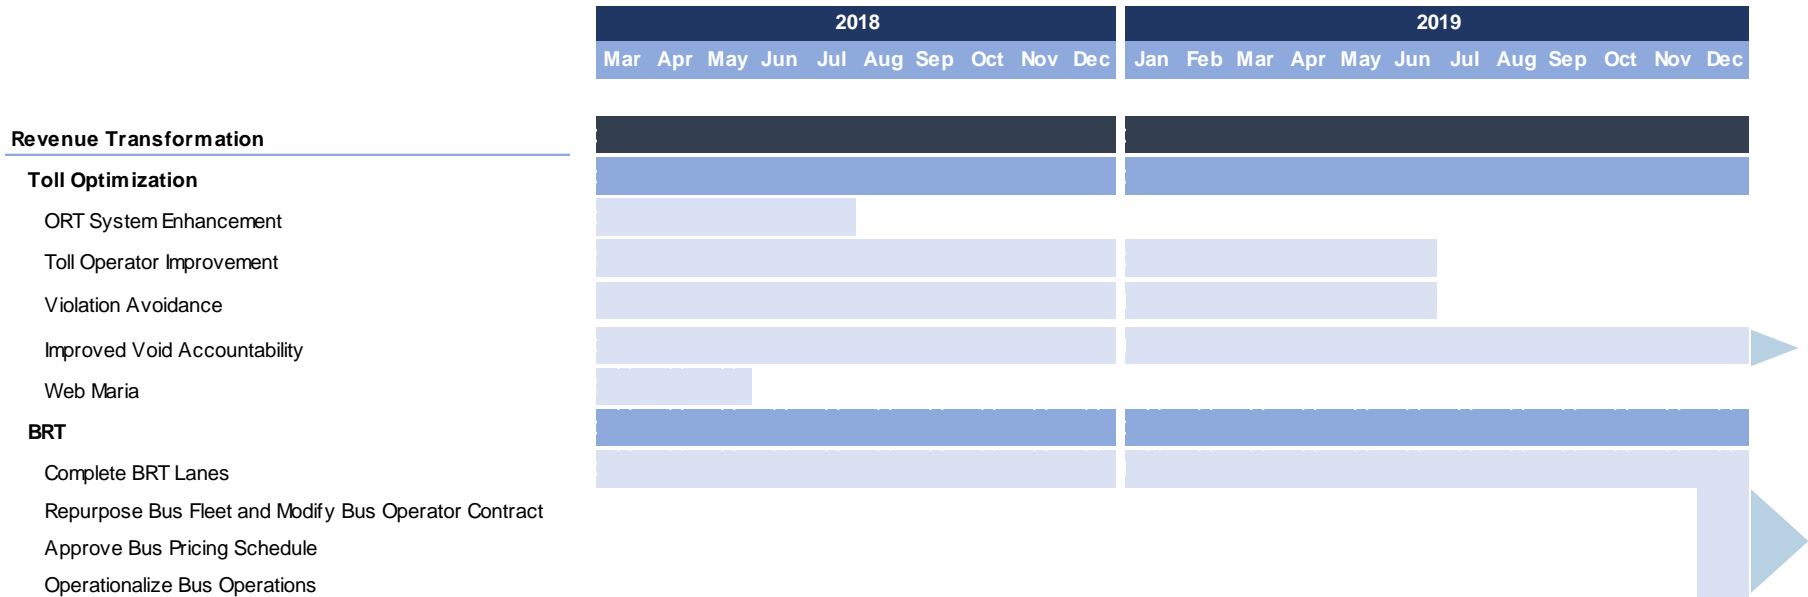 2018 2019
Mar Apr May Jun Jul Aug Sep Oct Nov Dec Jan Feb Mar Apr May Jun Jul Aug Sep Oct Nov Dec
Revenue Transformation
Toll Optimization
ORT System Enhancement
Toll Operator Improvement
Violation Avoidance
Improved Void Accountability
Web Maria
BRT
Complete BRT Lanes
Repurpose Bus Fleet and Modify Bus Operator Contract
Approve Bus Pricing Schedule
Operationalize Bus Operations